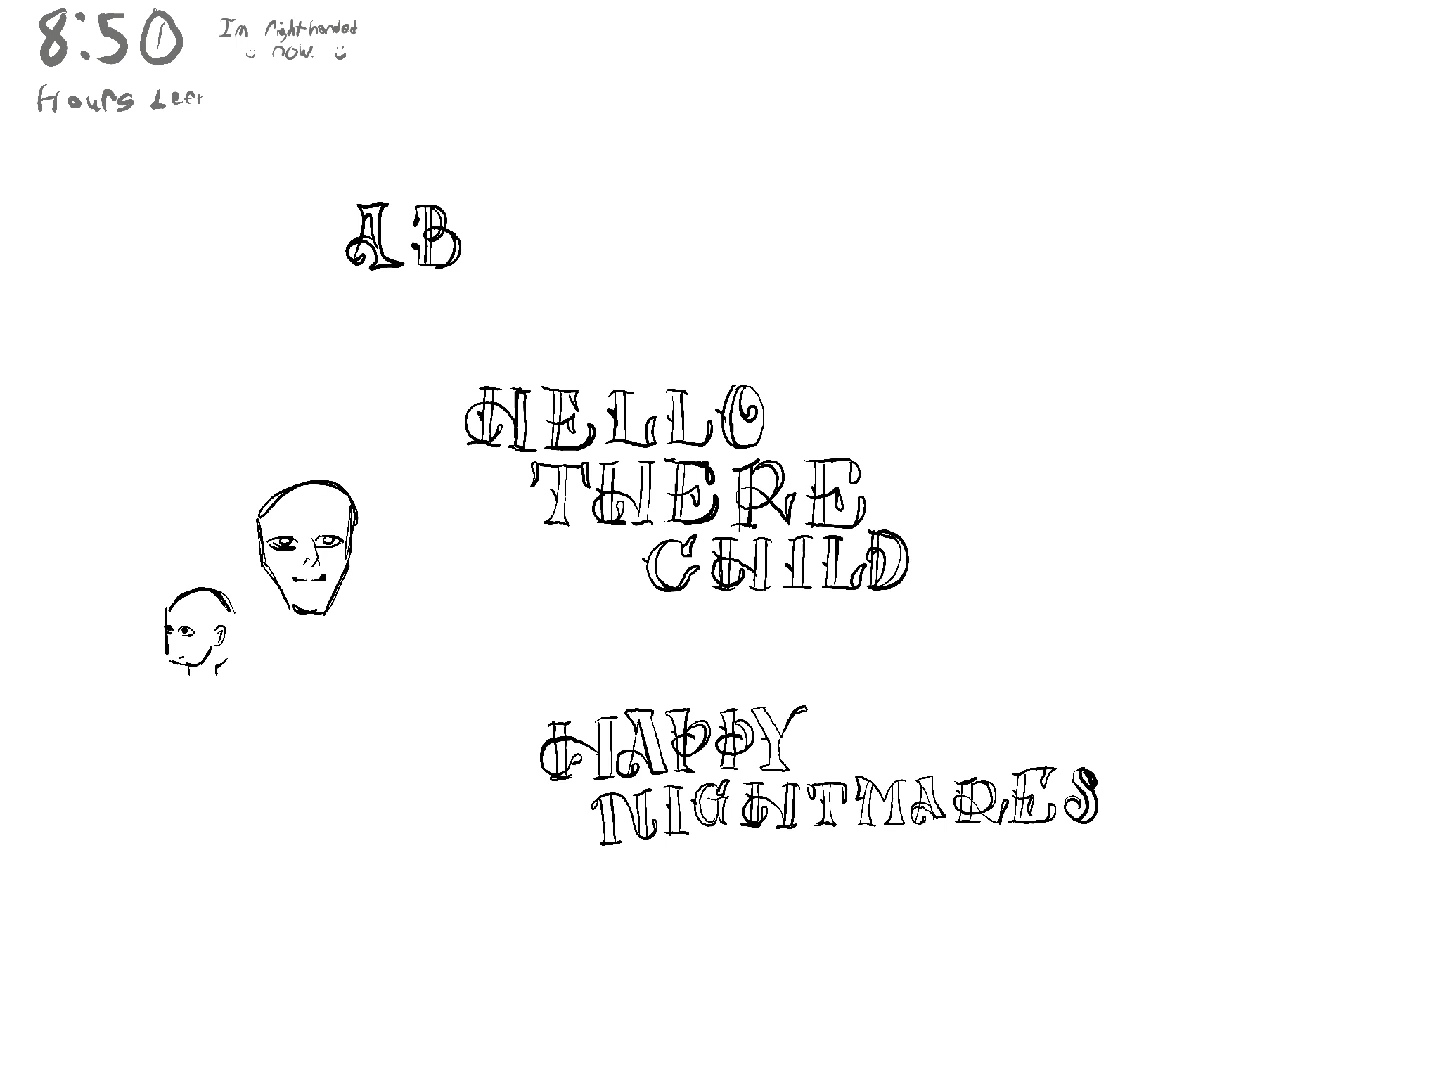 8:50
I'm Right handed
now.
Hours Left
AB
HELLO
THERE
CHILD
HAPPY
NIGHTMARES